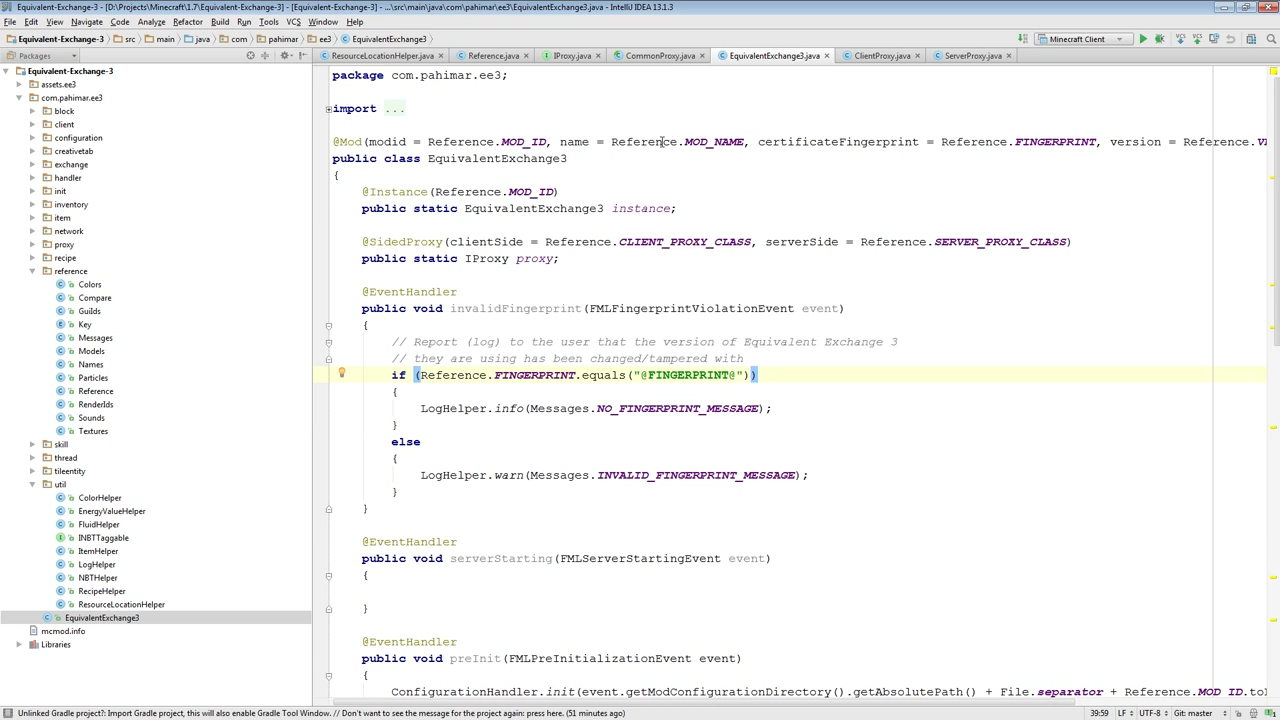 Equivalent-Exchange-3 - [D:\Projects\Minecraft\1.7\Equivalent-Exchange-3] - [Equivalent-Exchange-3] - ...\src\main\java\com\pahimar\ee3\EquivalentExchange3.java - IntelliJ IDEA 13.1.3
File Edit View Navigate Code Analyze Refactor Build Run Tools VCS Window Help
Equivalent-Exchange-3 src main java com pahimar ee3 EquivalentExchange3
Minecraft Client
VCS VCS
Packages
ResourceLocationHelper.java Reference.java IProxy.java CommonProxy.java EquivalentExchange3.java ClientProxy.java ServerProxy.java
Equivalent-Exchange-3
assets.ee3
com.pahimar.ee3
block
client
configuration
creativetab
exchange
handler
init
inventory
item
network
proxy
recipe
reference
Colors
Compare
GuiIds
Key
Messages
Models
Names
Particles
Reference
RenderIds
Sounds
Textures
skill
thread
tileentity
util
ColorHelper
EnergyValueHelper
FluidHelper
INBTTaggable
ItemHelper
LogHelper
NBTHelper
RecipeHelper
ResourceLocationHelper
EquivalentExchange3
mcmod.info
Libraries
package com.pahimar.ee3;
import ...
@Mod(modid = Reference.MOD_ID, name = Reference.MOD_NAME, certificateFingerprint = Reference.FINGERPRINT, version = Reference.VE
public class EquivalentExchange3
{
@Instance(Reference.MOD_ID)
public static EquivalentExchange3 instance;
@SidedProxy(clientSide = Reference.CLIENT_PROXY_CLASS, serverSide = Reference.SERVER_PROXY_CLASS)
public static IProxy proxy;
@EventHandler
public void invalidFingerprint(FMLFingerprintViolationEvent event)
{
// Report (log) to the user that the version of Equivalent Exchange 3
// they are using has been changed/tampered with
if (Reference.FINGERPRINT.equals("@FINGERPRINT@"))
{
LogHelper.info(Messages.NO_FINGERPRINT_MESSAGE);
}
else
{
LogHelper.warn(Messages.INVALID_FINGERPRINT_MESSAGE);
}
}
@EventHandler
public void serverStarting(FMLServerStartingEvent event)
{
}
@EventHandler
public void preInit(FMLPreInitializationEvent event)
{
ConfigurationHandler.init(event.getModConfigurationDirectory().getAbsolutePath() + File.separator + Reference.MOD_ID.to
Unlinked Gradle project?: Import Gradle project, this will also enable Gradle Tool Window. // Don't want to see the message for the project again: press here. (51 minutes ago)
39:59 LF UTF-8 Git: master